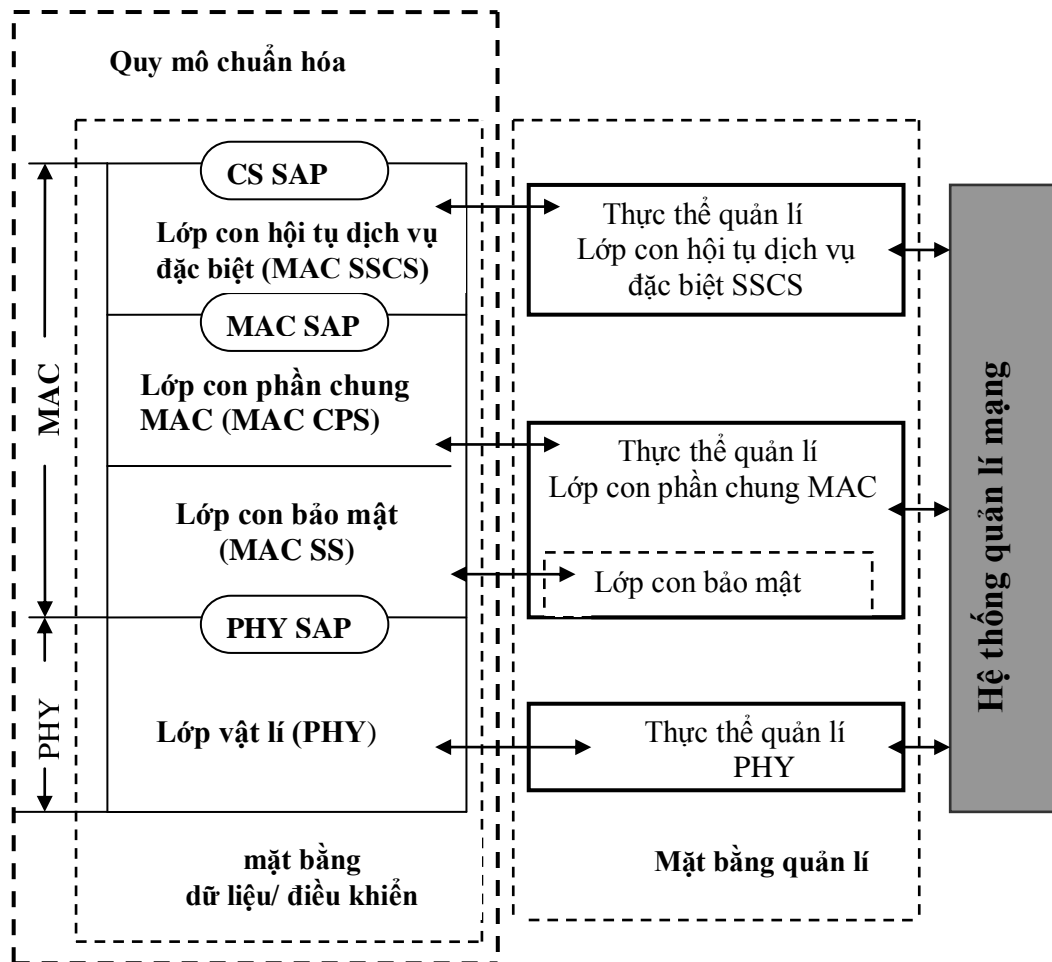 Quy mô chuẩn hóa
CS SAP
Lớp con hội tụ dịch vụ
đặc biệt (MAC SSCS)
MAC SAP
Lớp con phần chung
MAC (MAC CPS)
Lớp con bảo mật
(MAC SS)
PHY SAP
Lớp vật lí (PHY)
MAC
PHY
mặt bằng
dữ liệu/ điều khiển
Thực thể quản lí
Lớp con hội tụ dịch vụ
đặc biệt SSCS
Thực thể quản lí
Lớp con phần chung MAC
Lớp con bảo mật
Thực thể quản lí
PHY
Mặt bằng quản lí
Hệ thống quản lí mạng